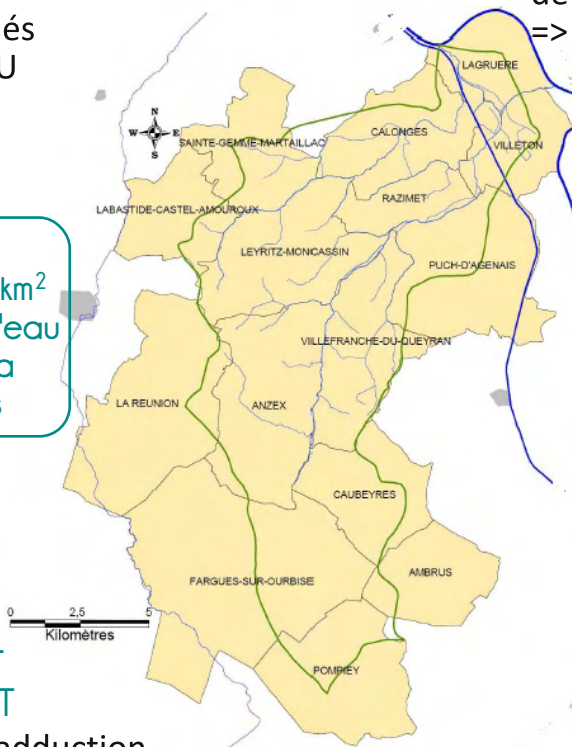 és
U
de
=>
N
W E
S
LAGRUERE
CALONGES
SAINTE-GEMME-MARTAILLAC
VILLETON
RAZIMET
LABASTIDE-CASTEL-AMOUROUX
LEYRITZ-MONCASSIN
PUCH-D'AGENAIS
km²
'eau
a
s
VILLEFRANCHE-DU-QUEYRAN
LA REUNION
ANZEX
CAUBEYRES
AMBRUS
FARGUES-SUR-OURBISE
0 2,5 5
Kilomètres
POMPIEY
T
adduction